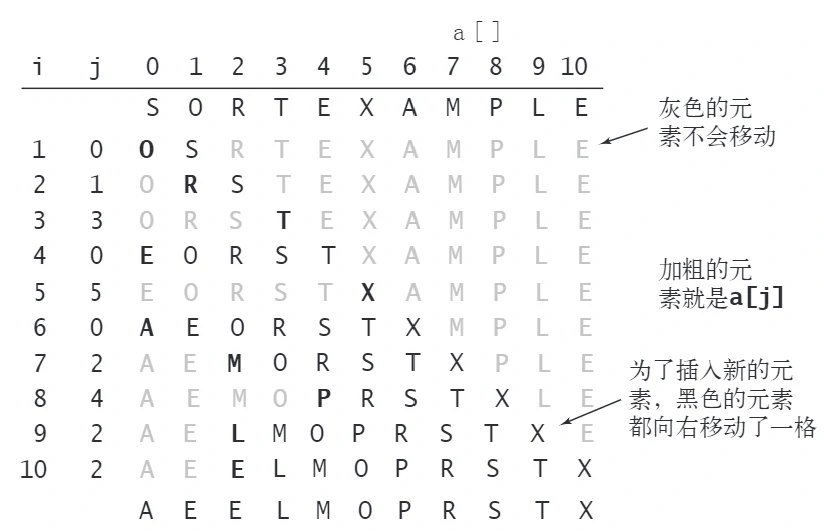 a[]
i j 0 1 2 3 4 5 6 7 8 9 10
S O R T E X A M P L E
1 0 O S R T E X A M P L E
2 1 O R S T E X A M P L E
3 3 O R S T E X A M P L E
4 0 E O R S T X A M P L E
5 5 E O R S T X A M P L E
6 0 A E O R S T X M P L E
7 2 A E M O R S T X P L E
8 4 A E M O P R S T X L E
9 2 A E L M O P R S T X E
10 2 A E E L M O P R S T X
A E E L M O P R S T X
灰色的元
素不会移动
加粗的元
素就是a[j]
为了插入新的元
素，黑色的元素
都向右移动了一格